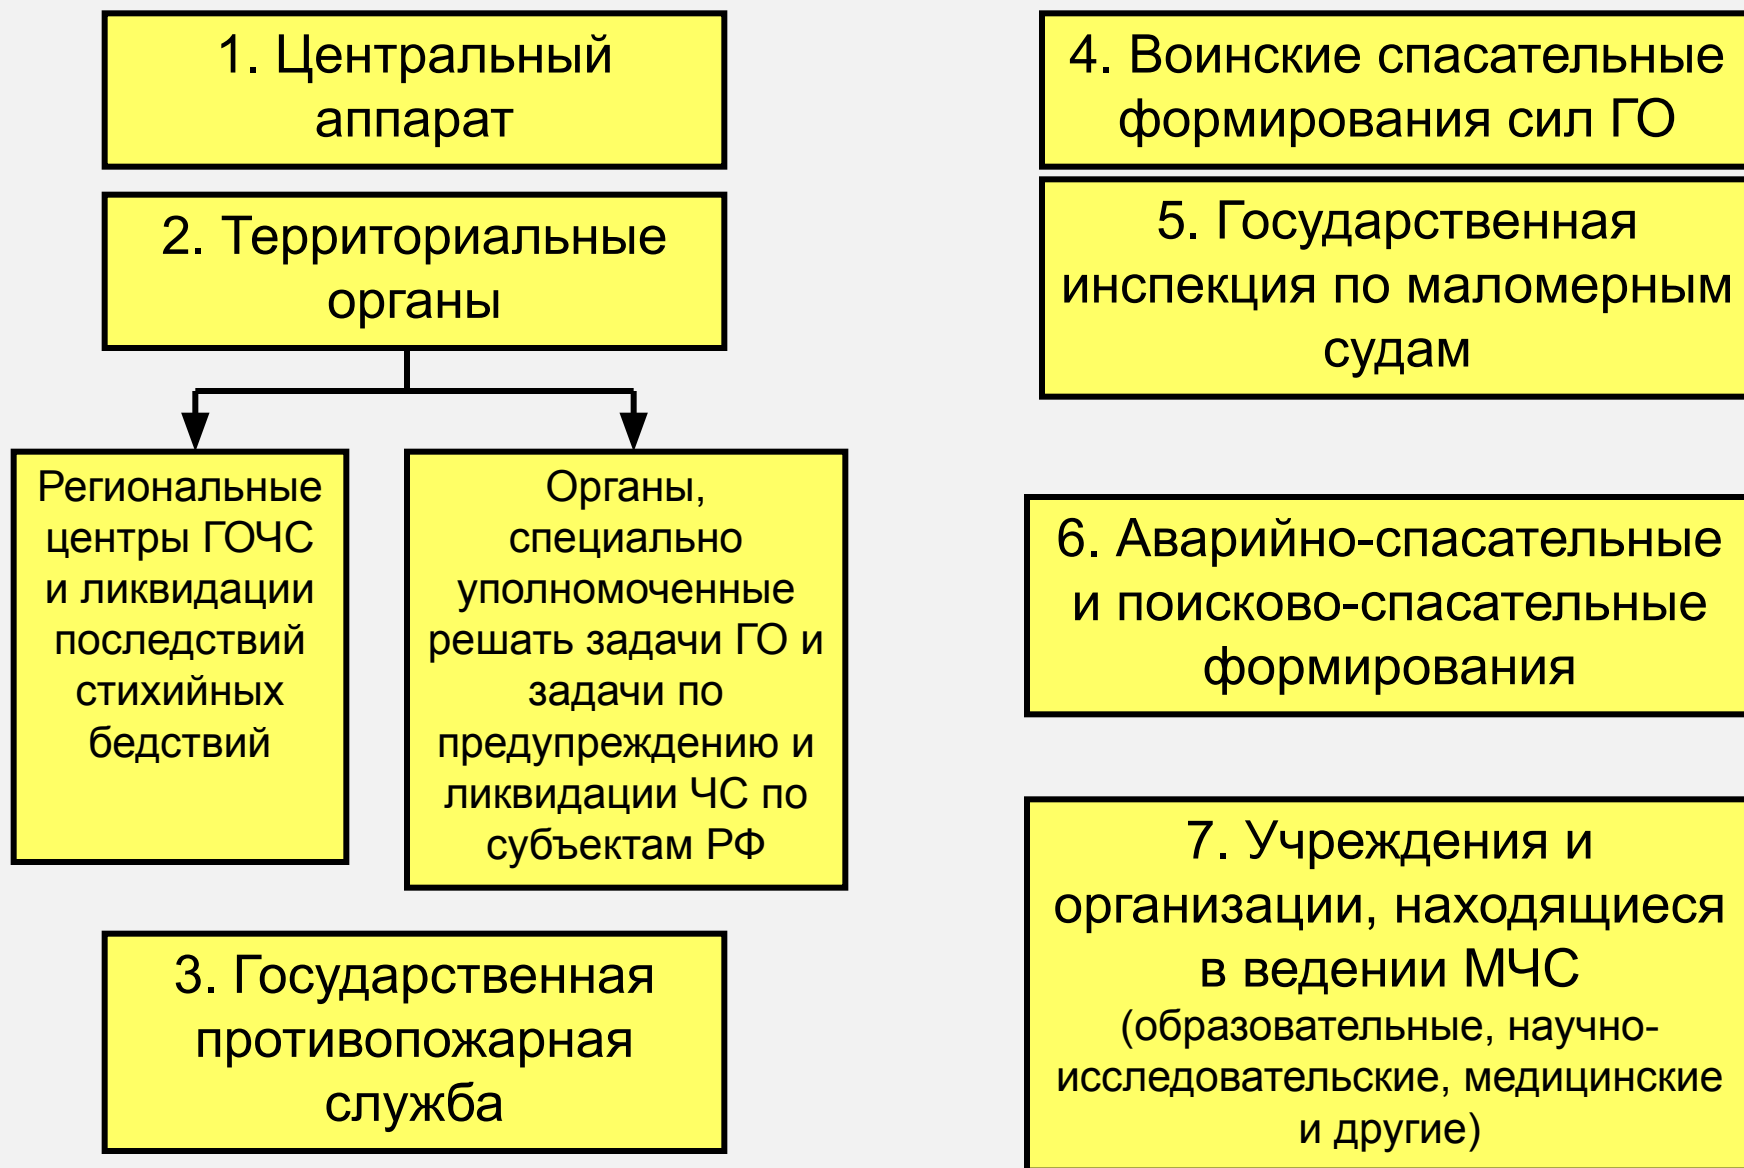 1. Центральный
аппарат
2. Территориальные
органы
Региональные
центры ГОЧС
и ликвидации
последствий
стихийных
бедствий
Органы,
специально
уполномоченные
решать задачи ГО и
задачи по
предупреждению и
ликвидации ЧС по
субъектам РФ
3. Государственная
противопожарная
служба
4. Воинские спасательные
формирования сил ГО
5. Государственная
инспекция по маломерным
судам
6. Аварийно-спасательные
и поисково-спасательные
формирования
7. Учреждения и
организации, находящиеся
в ведении МЧС
(образовательные, научно-
исследовательские, медицинские
и другие)